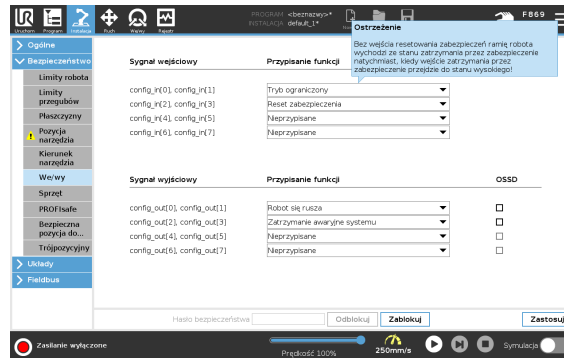 UR
PROGRAM <beznazwy>*
INSTALACJA default_1*
F869
Uruchom Program Instalacja Ruch We/wy Rejestr
Ostrzeżenie
Bez wejścia resetowania zabezpieczeń ramię robota
wychodzi ze stanu zatrzymania przez zabezpieczenie
natychmiast, kiedy wejście zatrzymania przez
zabezpieczenie przejdzie do stanu wysokiego!
Ogólne
Bezpieczeństwo
Limity robota
Limity
przegubów
Płaszczyzny
Pozycja
narzędzia
Kierunek
narzędzia
We/wy
Sprzęt
PROFIsafe
Bezpieczna
pozycja do...
Trójpozycyjny
Układy
Fieldbus
Sygnał wejściowy Przypisanie funkcji
config_in[0], config_in[1] Tryb ograniczony
config_in[2], config_in[3] Reset zabezpieczenia
config_in[4], config_in[5] Nieprzypisane
config_in[6], config_in[7] Nieprzypisane
Sygnał wyjściowy Przypisanie funkcji OSSD
config_out[0], config_out[1] Robot się rusza
config_out[2], config_out[3] Zatrzymanie awaryjne systemu
config_out[4], config_out[5] Nieprzypisane
config_out[6], config_out[7] Nieprzypisane
Hasło bezpieczeństwa Odblokuj Zablokuj Zastosuj
Zasilanie wyłączone
Prędkość 100%
250mm/s
Symulacja